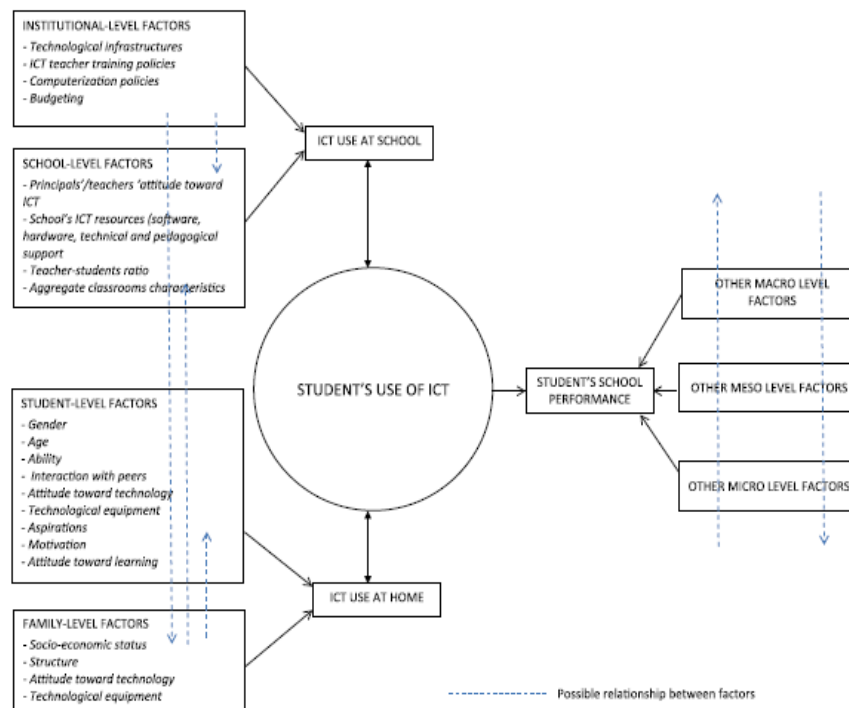 INSTITUTIONAL-LEVEL FACTORS
- Technological infrastructures
- ICT teacher training policies
- Computerization policies
- Budgeting
ICT USE AT SCHOOL
SCHOOL-LEVEL FACTORS
- Principals'/teachers 'attitude toward
ICT
- School's ICT resources (software,
hardware, technical and pedagogical
support
- Teacher-students ratio
- Aggregate classrooms characteristics
STUDENT'S USE OF ICT
STUDENT'S SCHOOL
PERFORMANCE
OTHER MACRO LEVEL
FACTORS
OTHER MESO LEVEL FACTORS
OTHER MICRO LEVEL FACTORS
STUDENT-LEVEL FACTORS
- Gender
- Age
- Ability
- Interaction with peers
- Attitude toward technology
- Technological equipment
- Aspirations
- Motivation
- Attitude toward learning
ICT USE AT HOME
FAMILY-LEVEL FACTORS
- Socio-economic status
- Structure
- Attitude toward technology
- Technological equipment
Possible relationship between factors